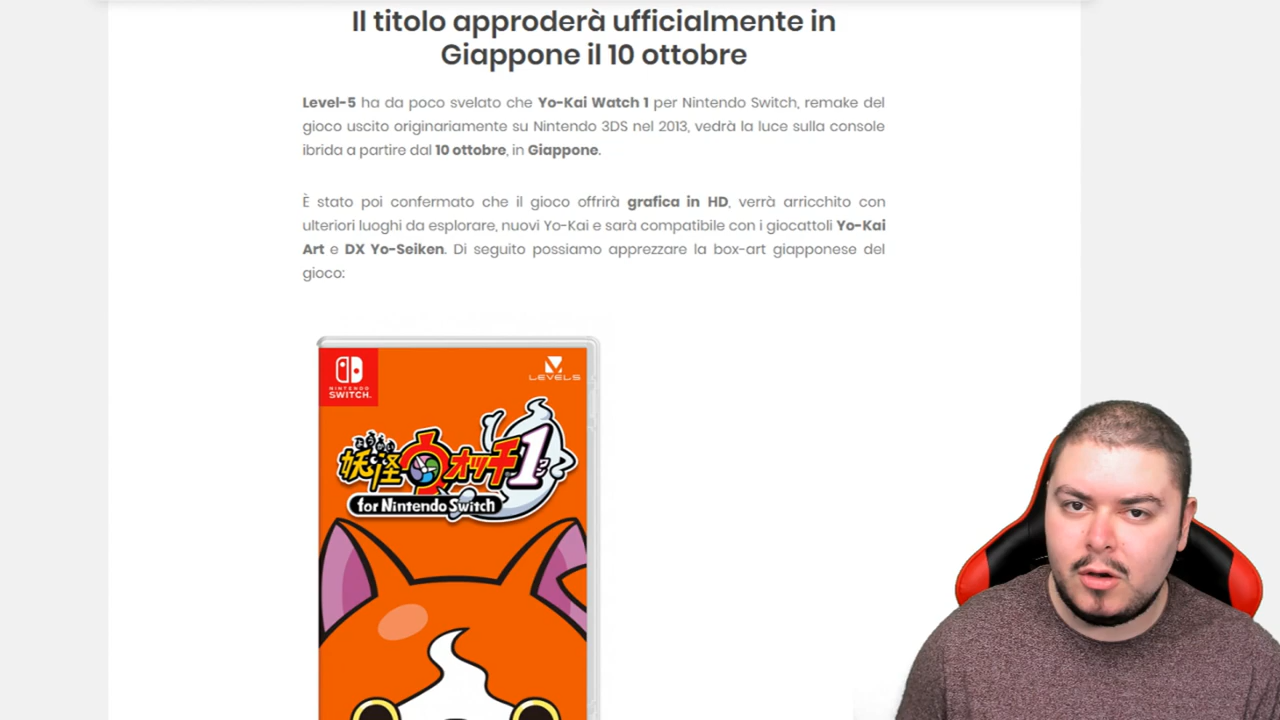 Il titolo approderà ufficialmente in
Giappone il 10 ottobre
Level-5 ha da poco svelato che Yo-Kai Watch 1 per Nintendo Switch, remake del
gioco uscito originariamente su Nintendo 3DS nel 2013, vedrà la luce sulla console
ibrida a partire dal 10 ottobre, in Giappone.
È stato poi confermato che il gioco offrirà grafica in HD, verrà arricchito con
ulteriori luoghi da esplorare, nuovi Yo-Kai e sarà compatibile con i giocattoli Yo-Kai
Art e DX Yo-Seiken. Di seguito possiamo apprezzare la box-art giapponese del
gioco:
NINTENDO
SWITCH.
LEVEL5
妖怪ウォッチ1
ワン
for Nintendo Switch